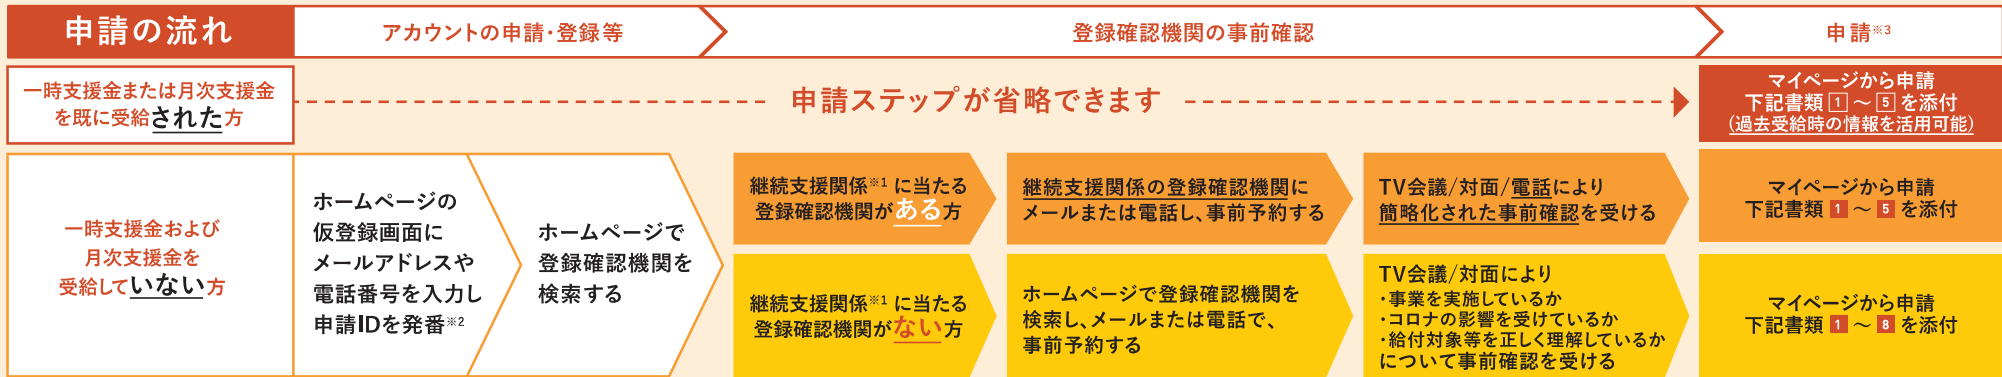 申請の流れ
アカウントの申請・登録等
登録確認機関の事前確認
申請※3
一時支援金または月次支援金
を既に受給された方
申請ステップが省略できます
マイページから申請
下記書類 1 ～ 5 を添付
(過去受給時の情報を活用可能)
一時支援金および
月次支援金を
受給していない方
ホームページの
仮登録画面に
メールアドレスや
電話番号を入力し
申請IDを発番※2
ホームページで
登録確認機関を
検索する
継続支援関係※1 に当たる
登録確認機関がある方
継続支援関係の登録確認機関に
メールまたは電話し、事前予約する
TV会議/対面/電話により
簡略化された事前確認を受ける
マイページから申請
下記書類 1 ～ 5 を添付
継続支援関係※1 に当たる
登録確認機関がない方
ホームページで登録確認機関を
検索し、メールまたは電話で、
事前予約する
TV会議/対面により
・事業を実施しているか
・コロナの影響を受けているか
・給付対象等を正しく理解しているか
について事前確認を受ける
マイページから申請
下記書類 1 ～ 8 を添付